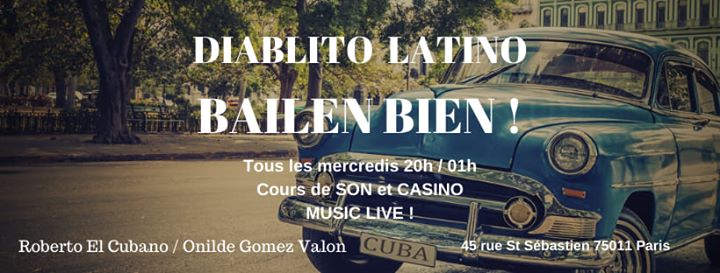 DIABLITO LATINO
BAILEN BIEN !
Tous les mercredis 20h / 01h
Cours de SON et CASINO
MUSIC LIVE !
CUBA
Roberto El Cubano / Onilde Gomez Valon
45 rue St Sébastien 75011 Paris